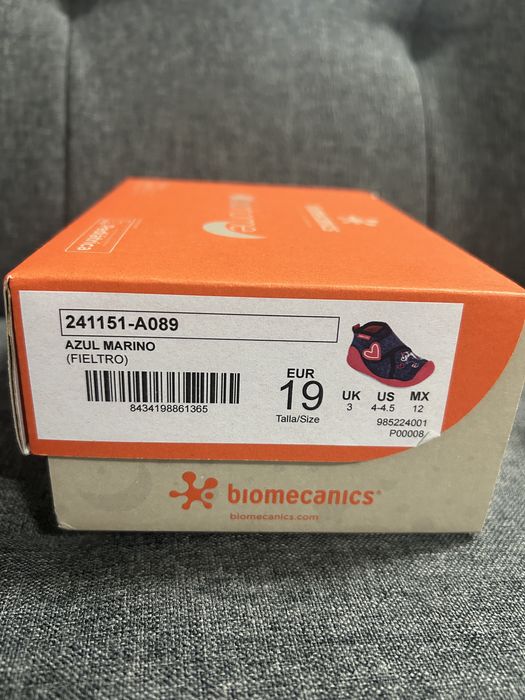 241151-A089
AZUL MARINO
(FIELTRO)
8434198861365
EUR
19
Talla/Size
UK US MX
3 4-4.5 12
985224001
P00008
biomecanics®
biomecanics.com